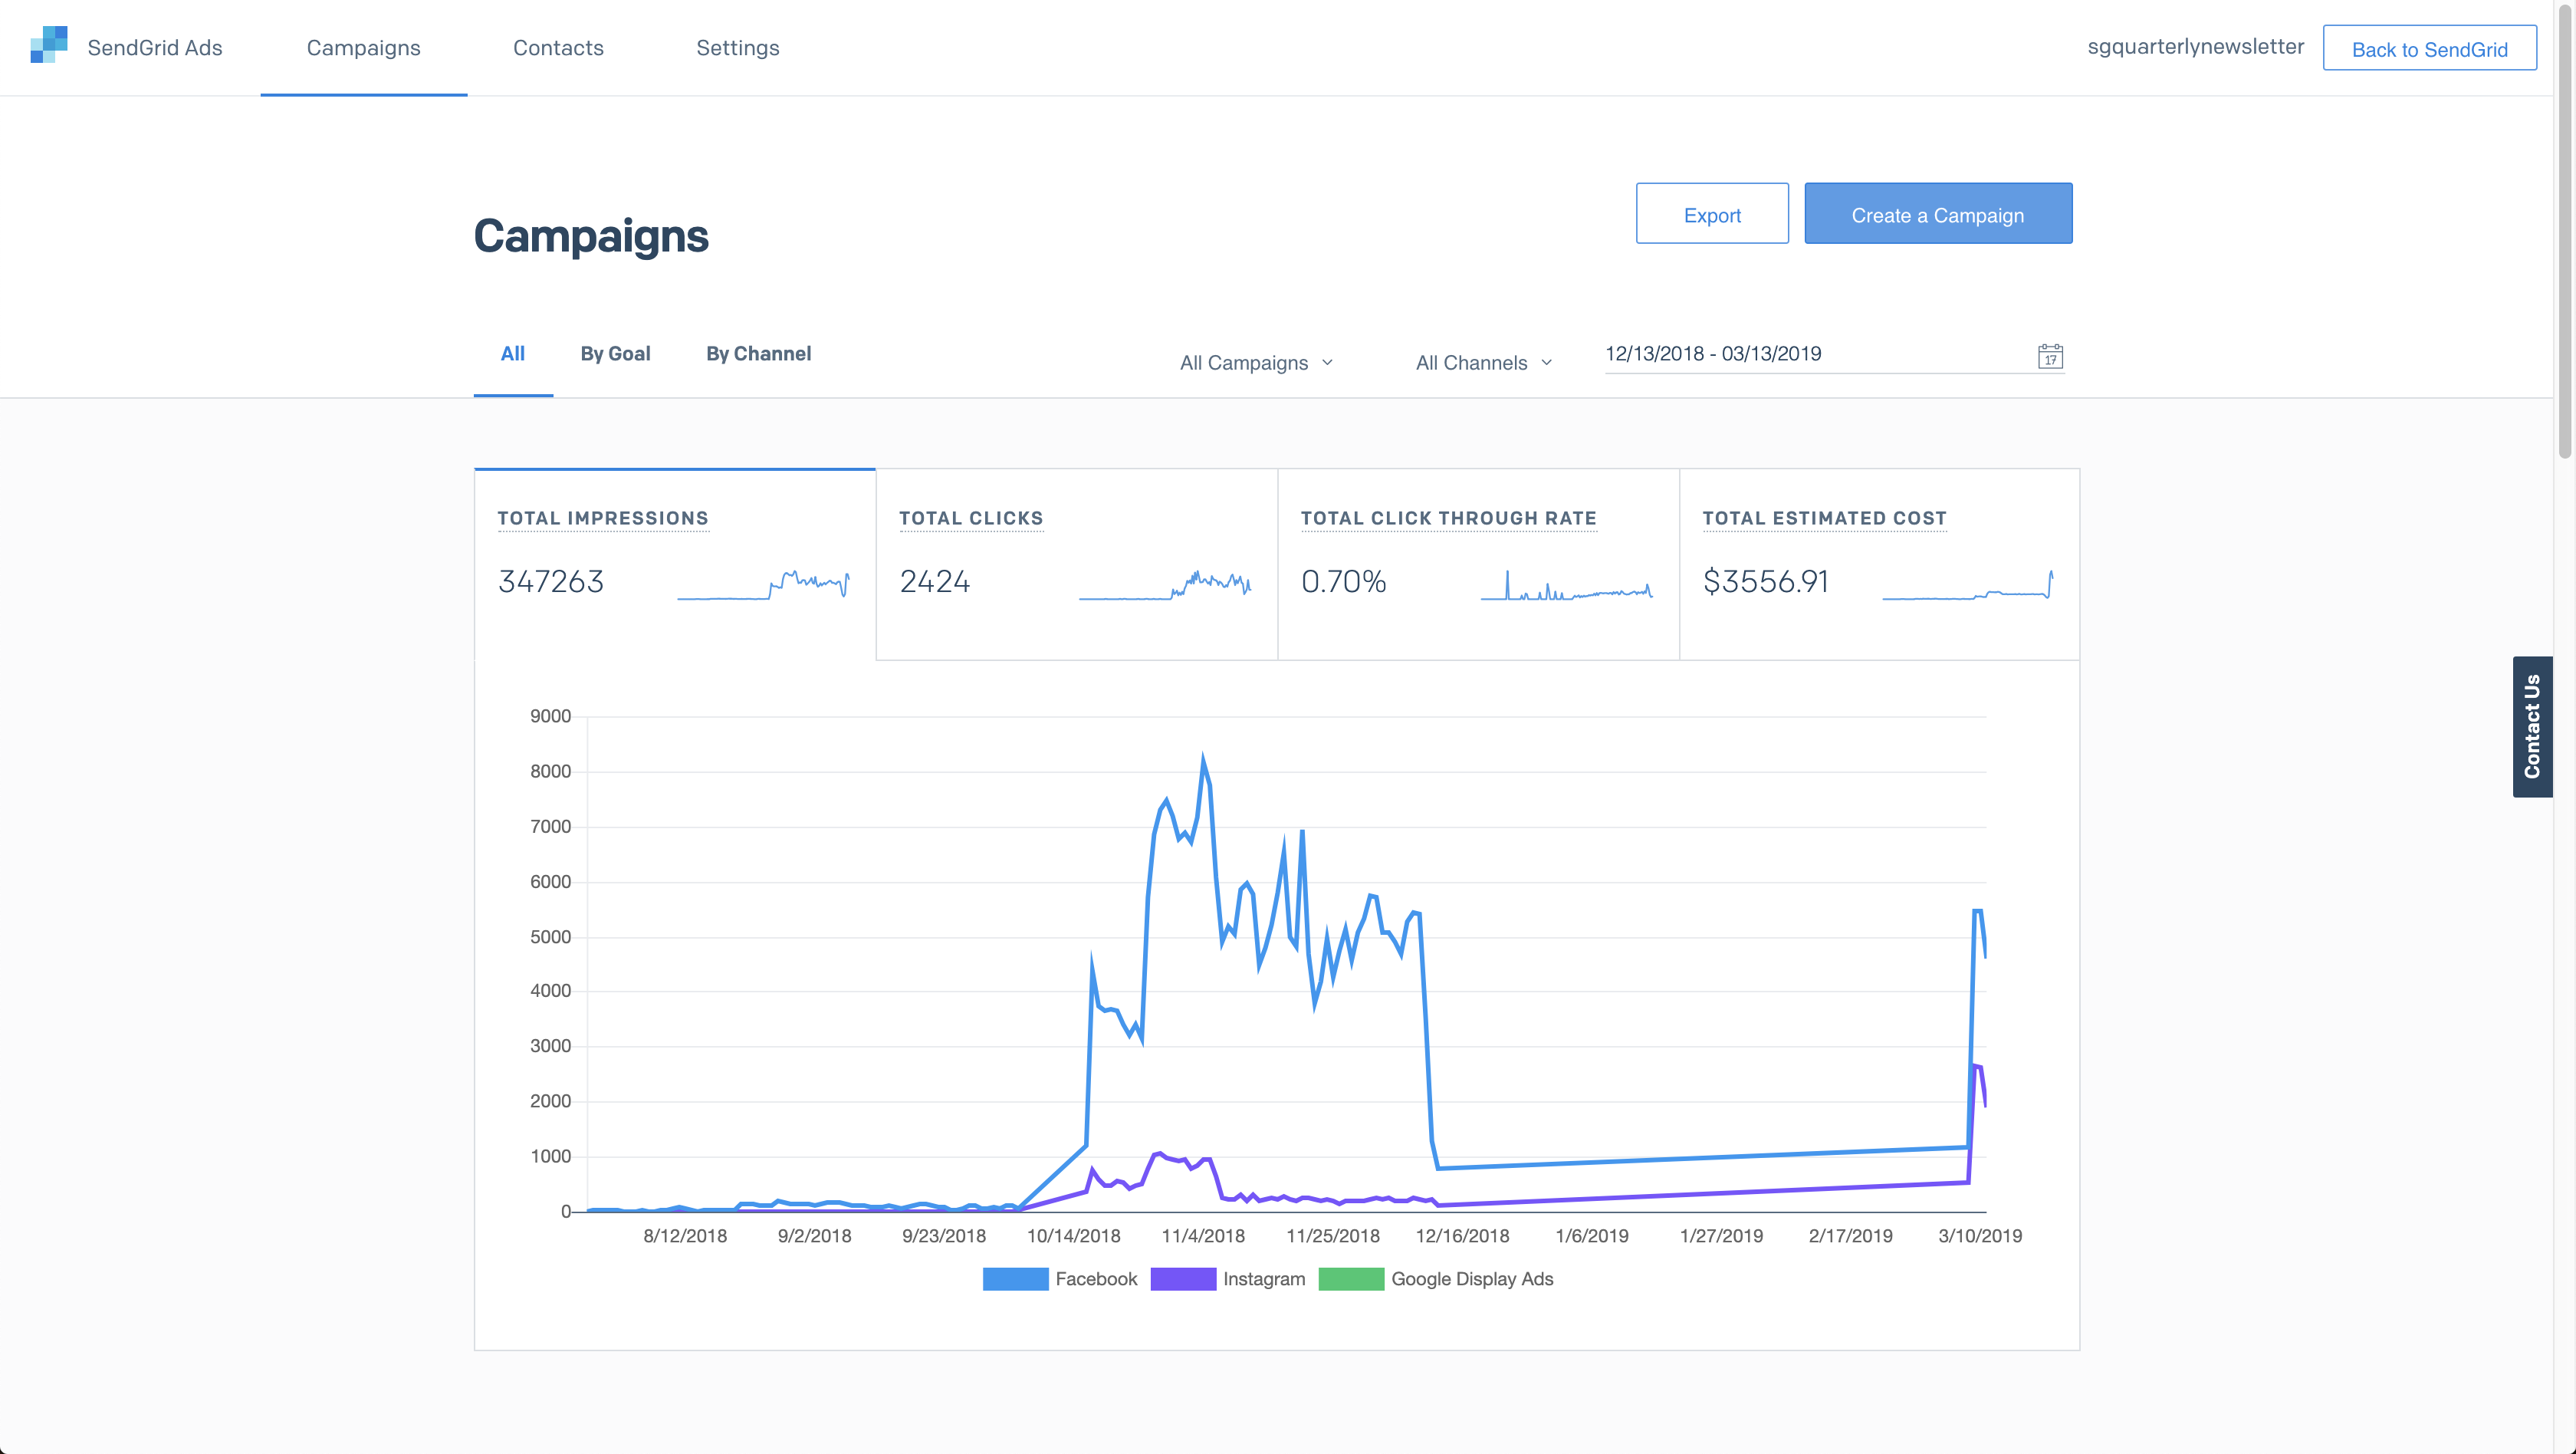 SendGrid Ads Campaigns Contacts Settings sgquarterlynewsletter Back to SendGrid
Campaigns
Export Create a Campaign
All By Goal By Channel All Campaigns All Channels 12/13/2018 - 03/13/2019 17
TOTAL IMPRESSIONS TOTAL CLICKS TOTAL CLICK THROUGH RATE TOTAL ESTIMATED COST
347263 2424 0.70% $3556.91
Contact Us
9000
8000
7000
6000
5000
4000
3000
2000
1000
0
8/12/2018 9/2/2018 9/23/2018 10/14/2018 11/4/2018 11/25/2018 12/16/2018 1/6/2019 1/27/2019 2/17/2019 3/10/2019
Facebook Instagram Google Display Ads